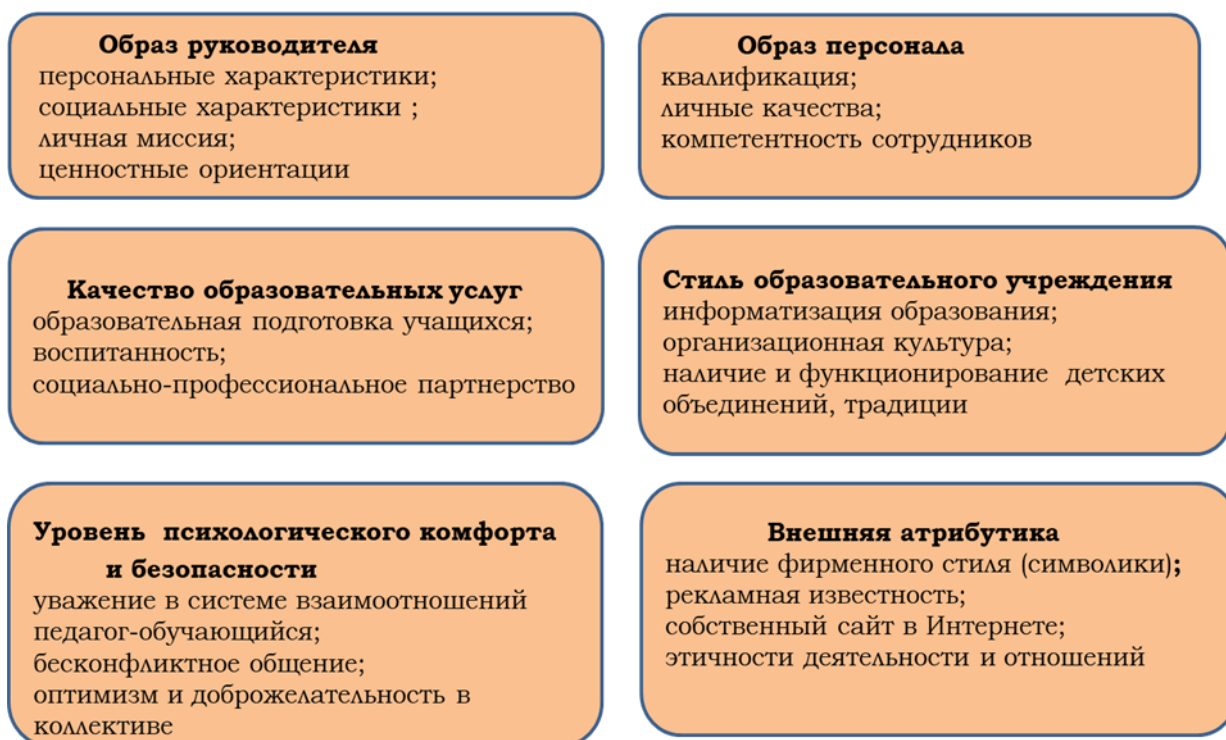 Образ руководителя
персональные характеристики;
социальные характеристики ;
личная миссия;
ценностные ориентации
Образ персонала
квалификация;
личные качества;
компетентность сотрудников
Качество образовательных услуг
образовательная подготовка учащихся;
воспитанность;
социально-профессиональное партнерство
Стиль образовательного учреждения
информатизация образования;
организационная культура;
наличие и функционирование детских
объединений, традиции
Уровень психологического комфорта
и безопасности
уважение в системе взаимоотношений
педагог-обучающийся;
бесконфликтное общение;
оптимизм и доброжелательность в
коллективе
Внешняя атрибутика
наличие фирменного стиля (символики);
рекламная известность;
собственный сайт в Интернете;
этичности деятельности и отношений